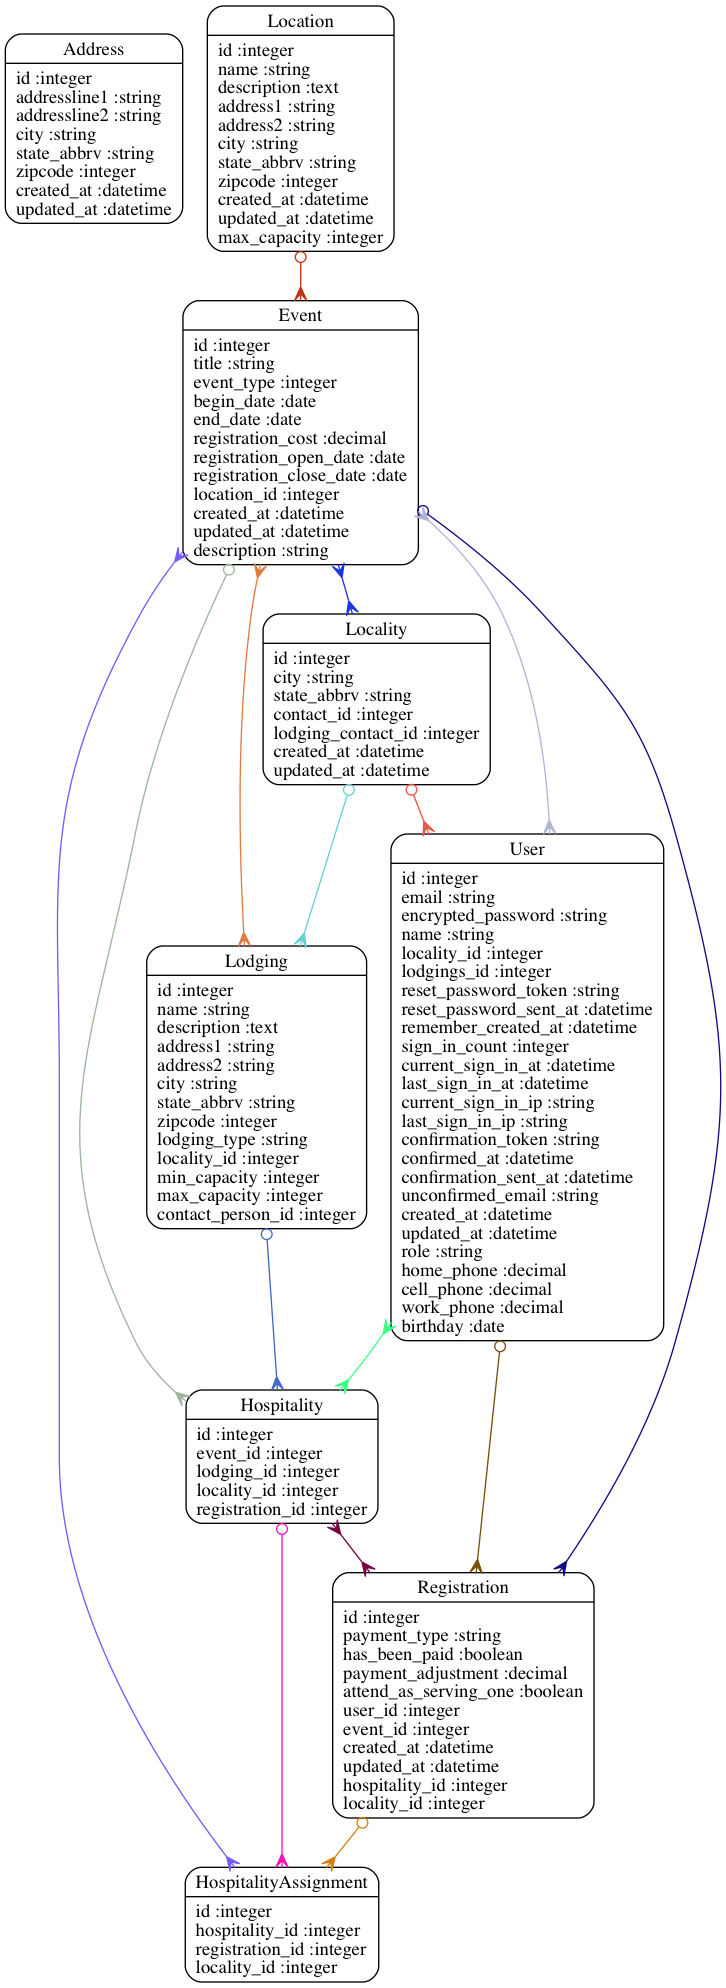 Location
id :integer
name :string
description :text
address1 :string
address2 :string
city :string
state_abbrv :string
zipcode :integer
created_at :datetime
updated_at :datetime
max_capacity :integer
Address
id :integer
addressline1 :string
addressline2 :string
city :string
state_abbrv :string
zipcode :integer
created_at :datetime
updated_at :datetime
Event
id :integer
title :string
event_type :integer
begin_date :date
end_date :date
registration_cost :decimal
registration_open_date :date
registration_close_date :date
location_id :integer
created_at :datetime
updated_at :datetime
description :string
Locality
id :integer
city :string
state_abbrv :string
contact_id :integer
lodging_contact_id :integer
created_at :datetime
updated_at :datetime
User
id :integer
email :string
encrypted_password :string
name :string
locality_id :integer
lodgings_id :integer
reset_password_token :string
reset_password_sent_at :datetime
remember_created_at :datetime
sign_in_count :integer
current_sign_in_at :datetime
last_sign_in_at :datetime
current_sign_in_ip :string
last_sign_in_ip :string
confirmation_token :string
confirmed_at :datetime
confirmation_sent_at :datetime
unconfirmed_email :string
created_at :datetime
updated_at :datetime
role :string
home_phone :decimal
cell_phone :decimal
work_phone :decimal
birthday :date
Lodging
id :integer
name :string
description :text
address1 :string
address2 :string
city :string
state_abbrv :string
zipcode :integer
lodging_type :string
locality_id :integer
min_capacity :integer
max_capacity :integer
contact_person_id :integer
Hospitality
id :integer
event_id :integer
lodging_id :integer
locality_id :integer
registration_id :integer
Registration
id :integer
payment_type :string
has_been_paid :boolean
payment_adjustment :decimal
attend_as_serving_one :boolean
user_id :integer
event_id :integer
created_at :datetime
updated_at :datetime
hospitality_id :integer
locality_id :integer
HospitalityAssignment
id :integer
hospitality_id :integer
registration_id :integer
locality_id :integer